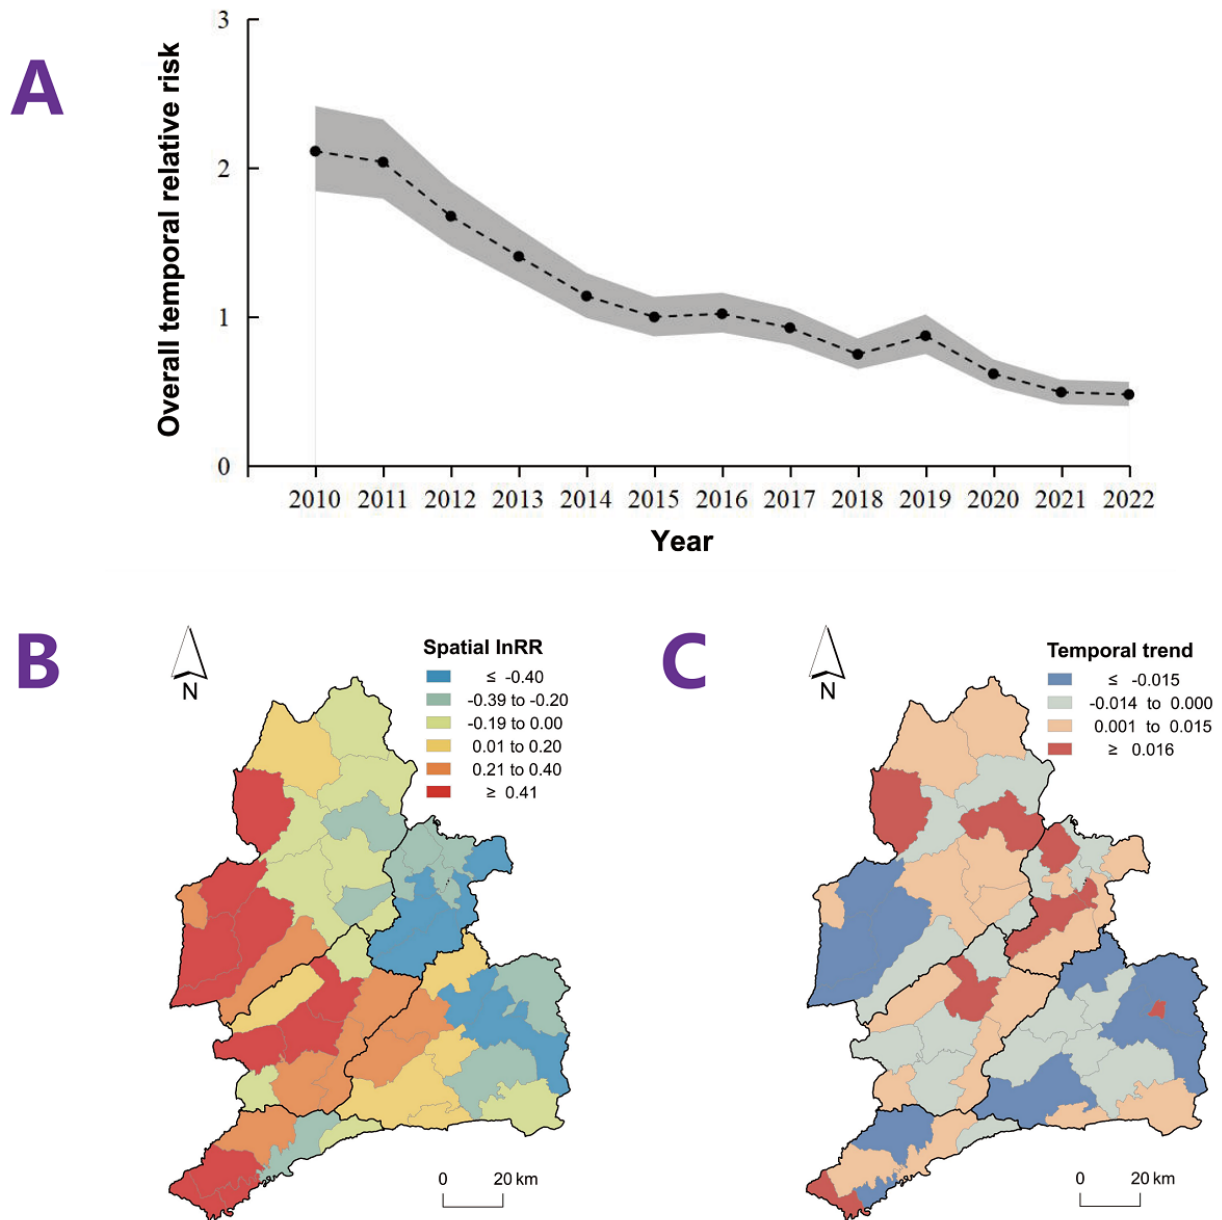 A
Overall temporal relative risk
3
2
1
0
2010 2011 2012 2013 2014 2015 2016 2017 2018 2019 2020 2021 2022
Year
B
N
Spatial lnRR
≤ -0.40
-0.39 to -0.20
-0.19 to 0.00
0.01 to 0.20
0.21 to 0.40
≥ 0.41
0 20 km
C
N
Temporal trend
≤ -0.015
-0.014 to 0.000
0.001 to 0.015
≥ 0.016
0 20 km